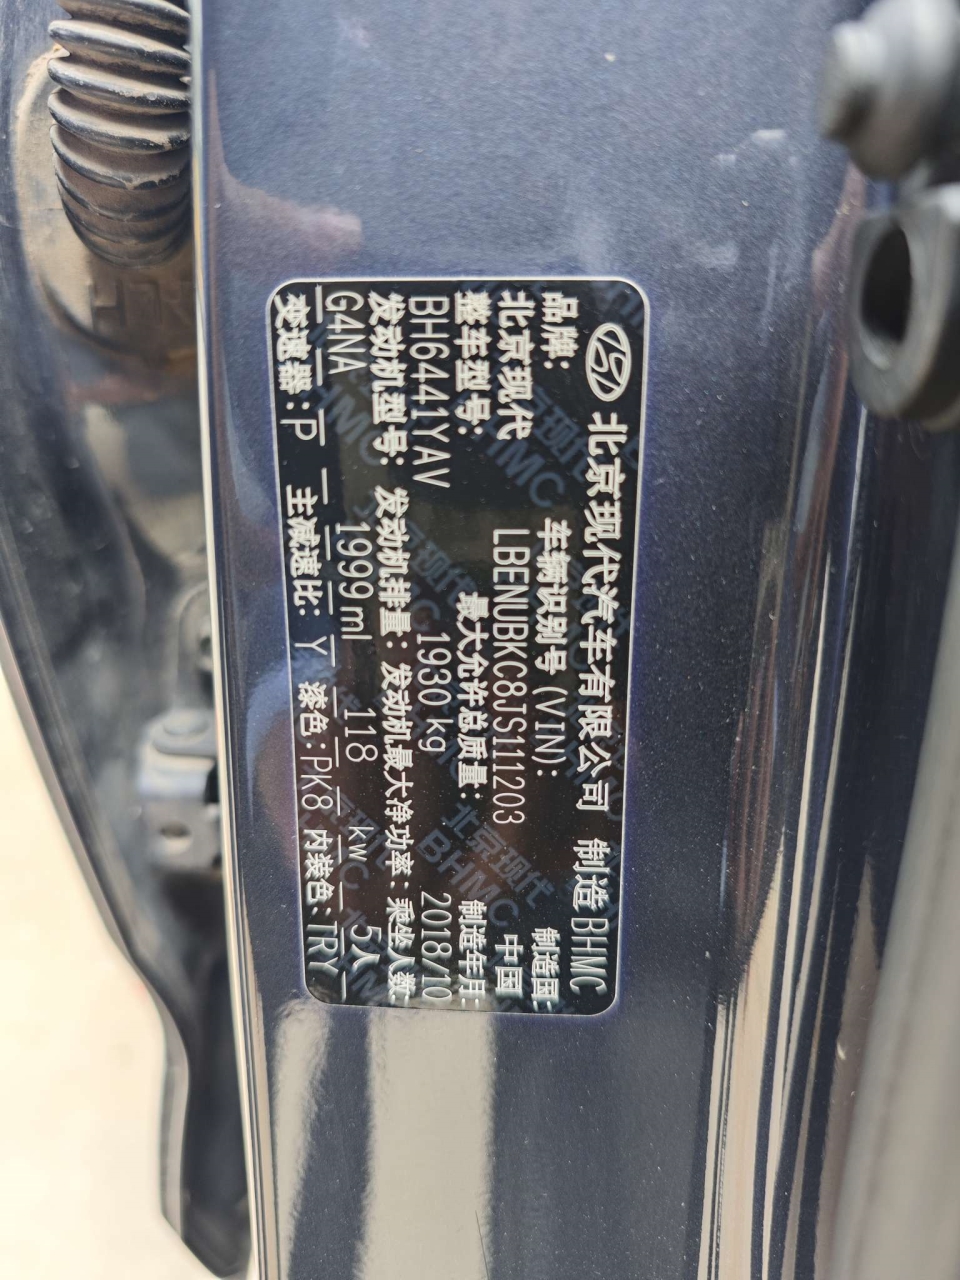 北京现代汽车有限公司 制造 BHMC
品牌: 车辆识别号 (VIN): 制造国:
北京现代 LBENUBKC8JS111203 中国
整车型号: 最大允许总质量: 制造年月:
BH6441YAV 1930 kg 2018/10
发动机型号: 发动机排量: 发动机最大净功率: 乘坐人数:
G4NA 1999 ml 118 kw 5人
变速器: P 主减速比: Y 漆色: PK8 内装色: TRY